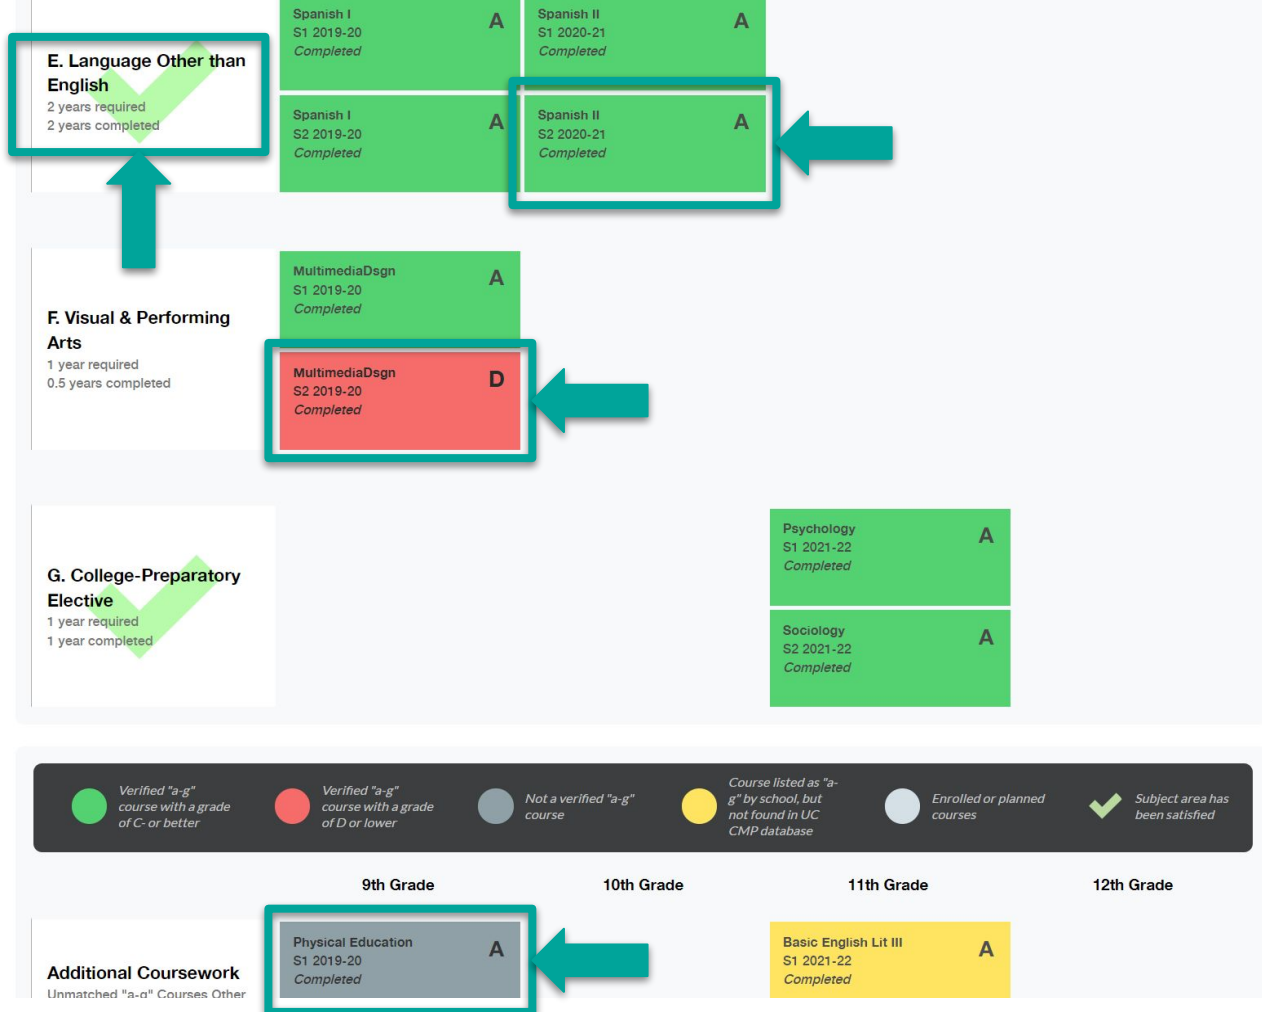 Spanish I
A
S1 2019-20
Completed
Spanish II
A
S1 2020-21
Completed
E. Language Other than
English
2 years required
2 years completed
Spanish I
A
S2 2019-20
Completed
Spanish II
A
S2 2020-21
Completed
F. Visual & Performing
Arts
1 year required
0.5 years completed
MultimediaDsgn
A
S1 2019-20
Completed
MultimediaDsgn
D
S2 2019-20
Completed
G. College-Preparatory
Elective
1 year required
1 year completed
Psychology
A
S1 2021-22
Completed
Sociology
A
S2 2021-22
Completed
Verified "a-g"
course with a grade
of C- or better
Verified "a-g"
course with a grade
of D or lower
Not a verified "a-g"
course
Course listed as "a-
g" by school, but
not found in UC
CMP database
Enrolled or planned
courses
Subject area has
been satisfied
9th Grade
10th Grade
11th Grade
12th Grade
Additional Coursework
Unmatched "a-g" Courses Other
Physical Education
A
S1 2019-20
Completed
Basic English Lit III
A
S1 2021-22
Completed